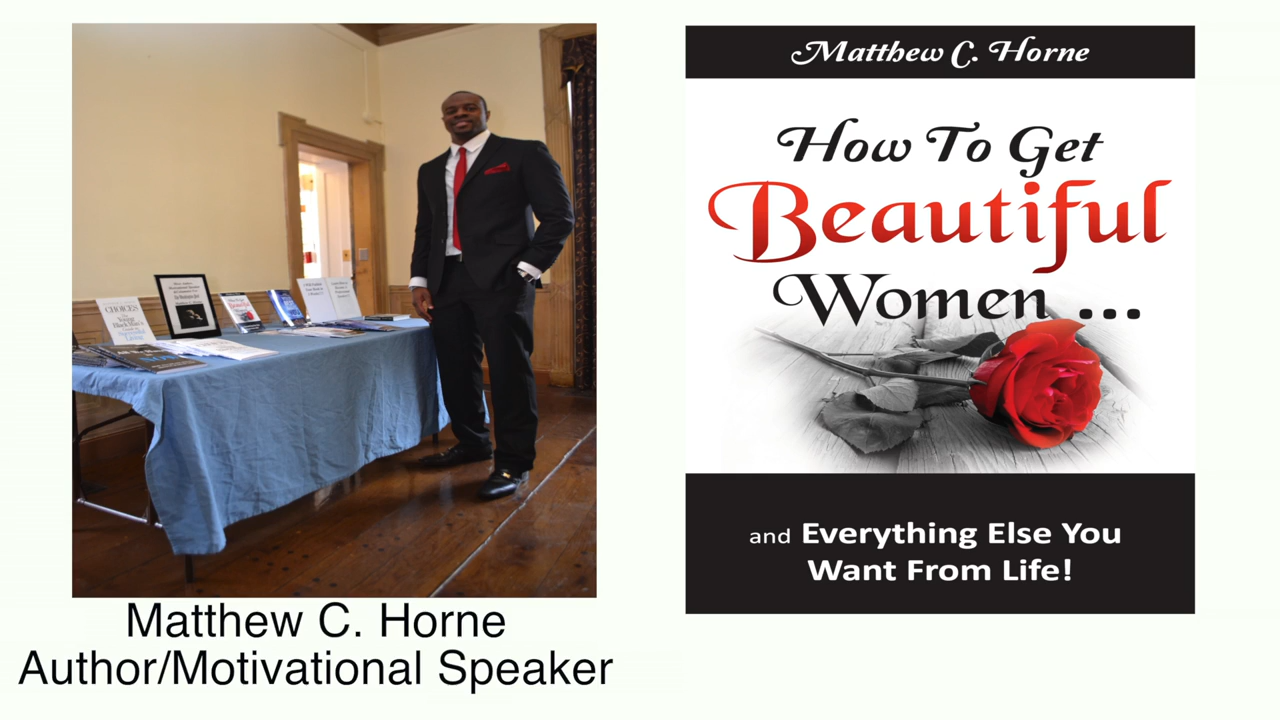 Matthew C. Horne
How To Get
Beautiful
Women ...
and Everything Else You
Want From Life!
CHOICES
Matthew C. Horne
Author/Motivational Speaker